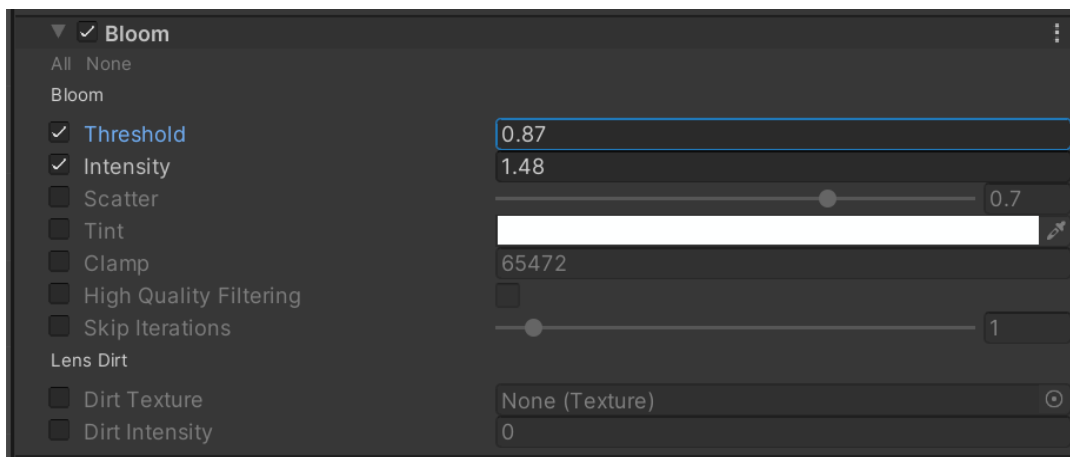 Bloom
All None
Bloom
Threshold 0.87
Intensity 1.48
Scatter 0.7
Tint
Clamp 65472
High Quality Filtering
Skip Iterations 1
Lens Dirt
Dirt Texture None (Texture)
Dirt Intensity 0